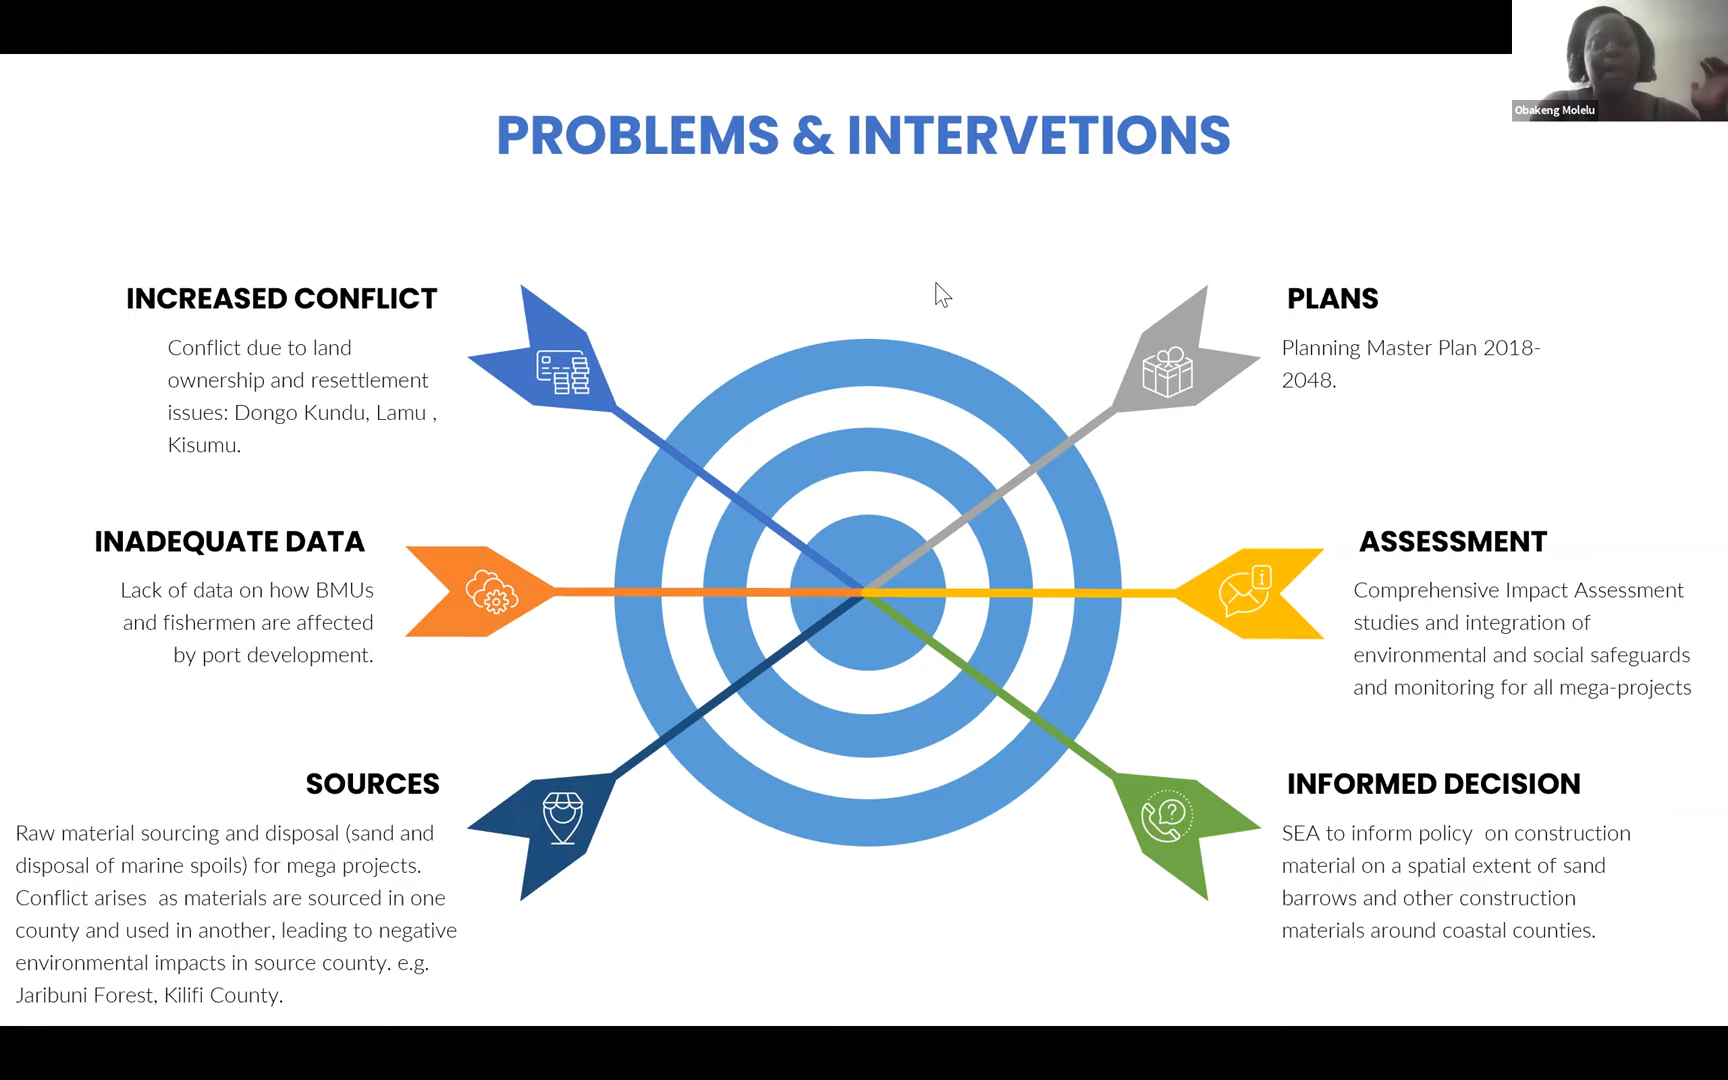 Obakeng Molelu
PROBLEMS & INTERVETIONS
INCREASED CONFLICT
Conflict due to land
ownership and resettlement
issues: Dongo Kundu, Lamu ,
Kisumu.
INADEQUATE DATA
Lack of data on how BMUs
and fishermen are affected
by port development.
SOURCES
Raw material sourcing and disposal (sand and
disposal of marine spoils) for mega projects.
Conflict arises  as materials are sourced in one
county and used in another, leading to negative
environmental impacts in source county. e.g.
Jaribuni Forest, Kilifi County.
PLANS
Planning Master Plan 2018-
2048.
ASSESSMENT
Comprehensive Impact Assessment
studies and integration of
environmental and social safeguards
and monitoring for all mega-projects
INFORMED DECISION
SEA to inform policy  on construction
material on a spatial extent of sand
barrows and other construction
materials around coastal counties.